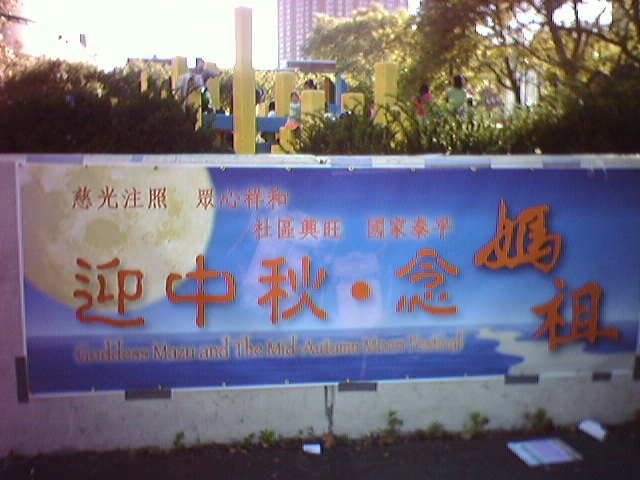 慈光注照 眾心祥和
社區興旺 國家泰平
迎中秋•念媽祖
Goddess Mazu and The Mid-Autumn Moon Festival